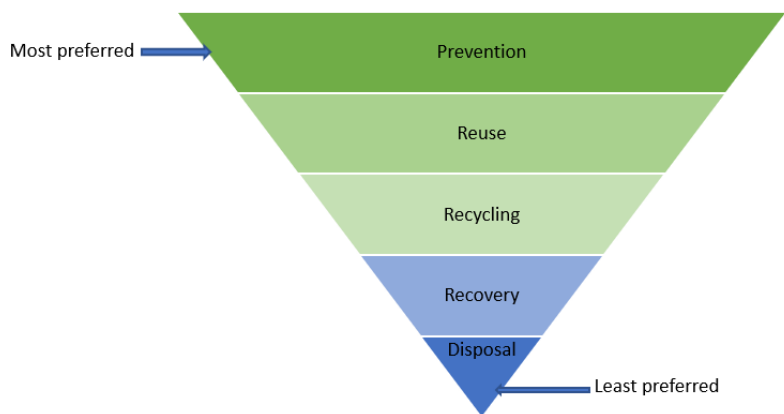 Most preferred
Prevention
Reuse
Recycling
Recovery
Disposal
Least preferred